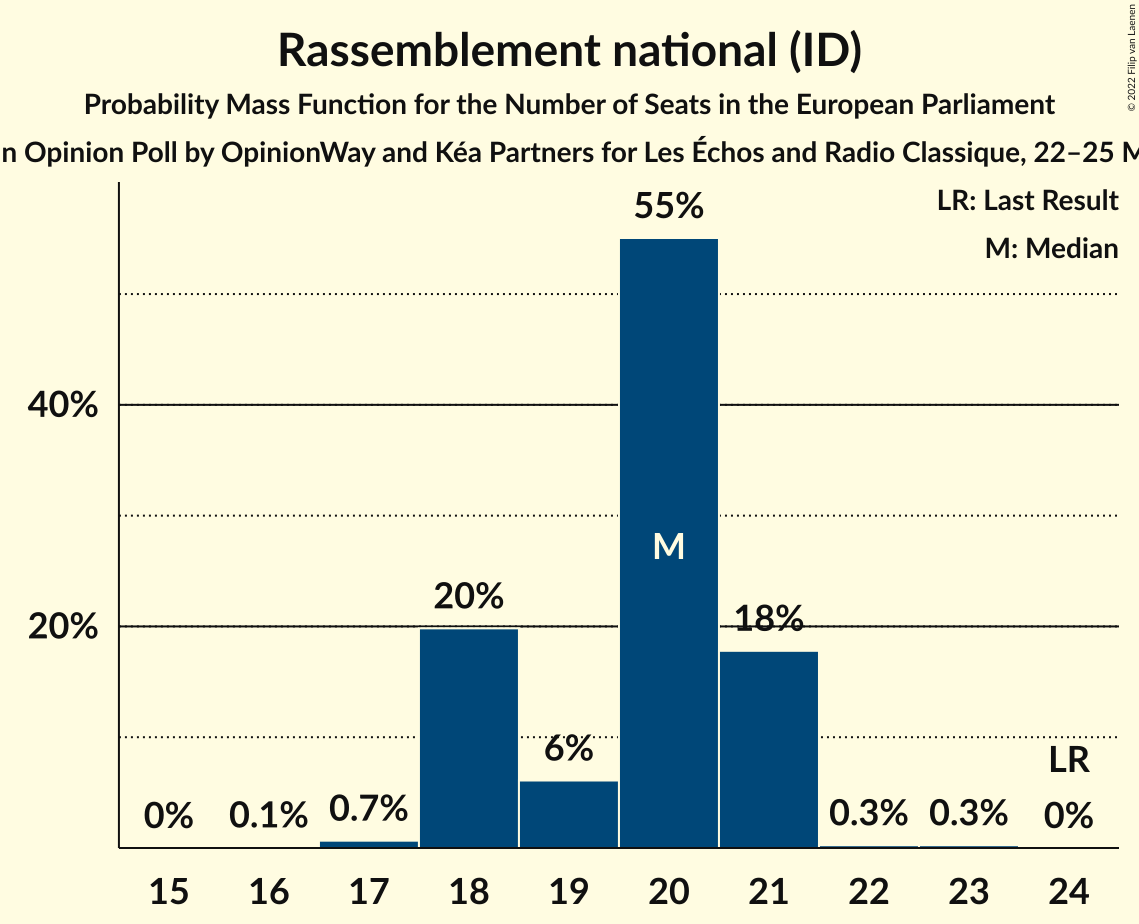 Rassemblement national (ID)
Probability Mass Function for the Number of Seats in the European Parliament
n Opinion Poll by OpinionWay and Kéa Partners for Les Échos and Radio Classique, 22–25 M
© 2022 Filip van Laenen
LR: Last Result
M: Median
55%
40%
M
20%
20%
18%
6%
LR
0%
0.1%
0.7%
0.3%
0.3%
0%
15 16 17 18 19 20 21 22 23 24